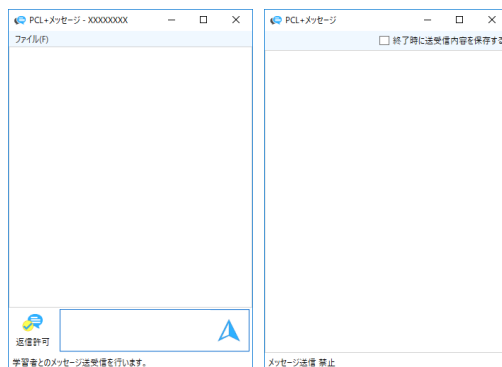 PCL+メッセージ - XXXXXXXX
ファイル(F)
返信許可
学習者とのメッセージ送受信を行います。
PCL+メッセージ
終了時に送受信内容を保存する
メッセージ送信 禁止